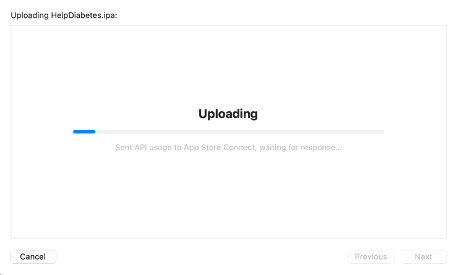 Uploading HelpDiabetes.ipa:
Uploading
Sent API usage to App Store Connect, waiting for response...
Cancel
Previous
Next